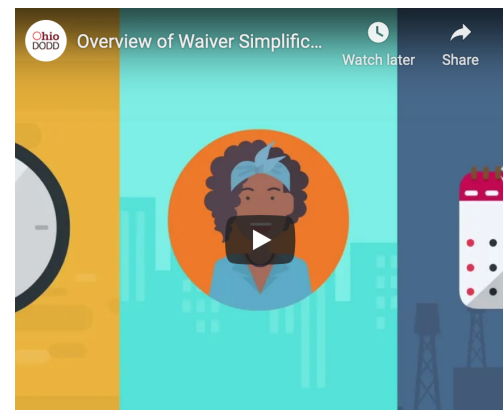 Ohio
DODD
Overview of Waiver Simplific...
Watch later
Share